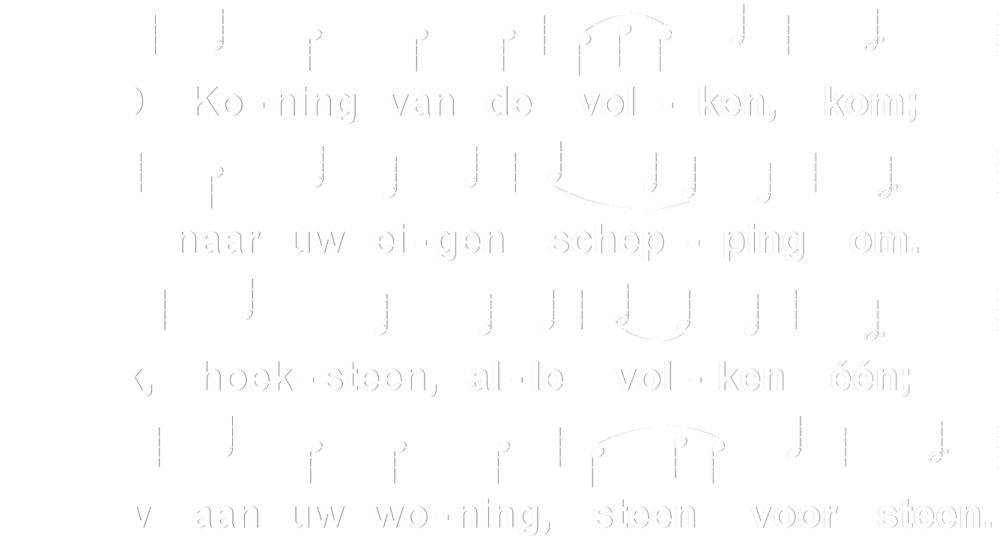 O Ko - ning van de vol - ken, kom;
naar uw ei - gen schep - ping om.
k, hoek - steen, al - le vol - ken één;
aan uw wo - ning, steen voor steen.